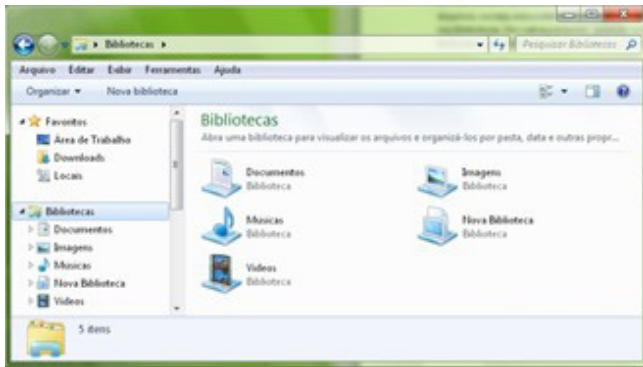 Bibliotecas
Pesquisar Bibliotecas
Arquivo Editar Exibir Ferramentas Ajuda
Organizar Nova biblioteca
Favoritos
Área de Trabalho
Downloads
Locais
Bibliotecas
Documentos
Imagens
Músicas
Nova Biblioteca
Vídeos
Bibliotecas
Abra uma biblioteca para visualizar os arquivos e organizá-los por pasta, data e outras propr...
Documentos
Biblioteca
Imagens
Biblioteca
Músicas
Biblioteca
Nova Biblioteca
Biblioteca
Vídeos
Biblioteca
5 itens